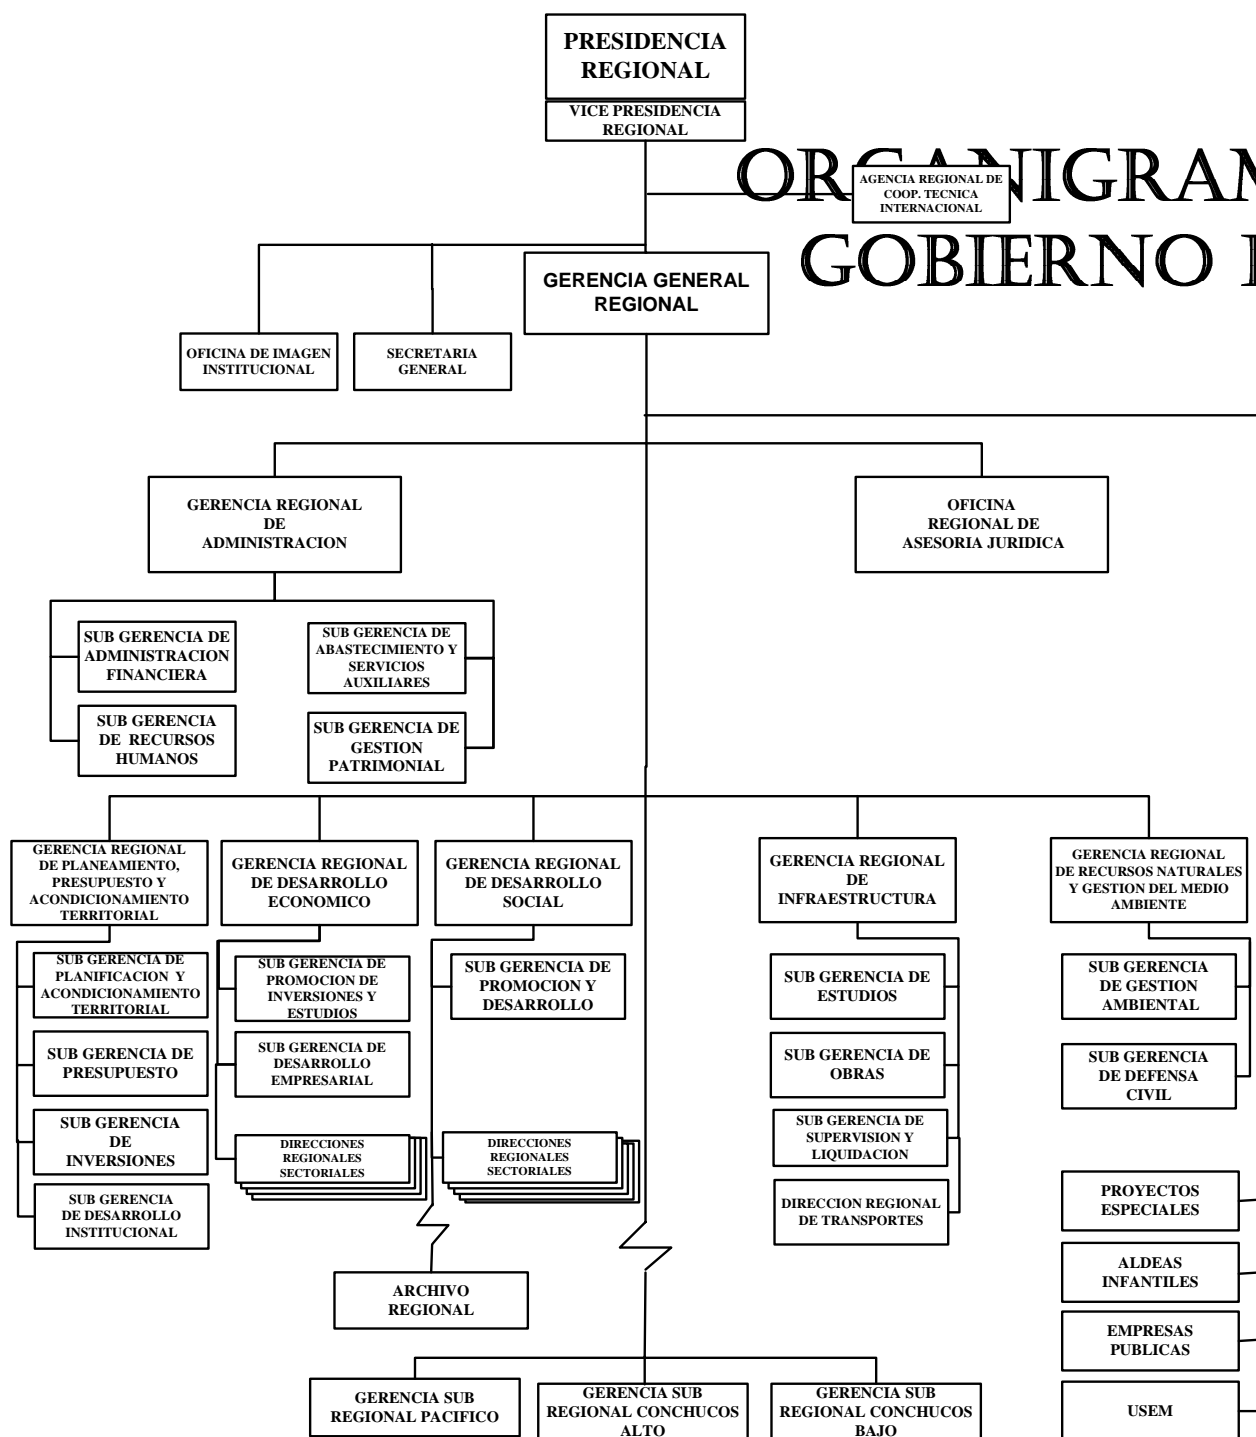 PRESIDENCIA
REGIONAL
VICE PRESIDENCIA
REGIONAL
AGENCIA REGIONAL DE
COOP. TECNICA
INTERNACIONAL
GOBIERNO
GERENCIA GENERAL
REGIONAL
OFICINA DE IMAGEN
INSTITUCIONAL
SECRETARIA
GENERAL
GERENCIA REGIONAL
DE
ADMINISTRACION
OFICINA
REGIONAL DE
ASESORIA JURIDICA
SUB GERENCIA DE
ADMINISTRACION
FINANCIERA
SUB GERENCIA DE
ABASTECIMIENTO Y
SERVICIOS
AUXILIARES
SUB GERENCIA
DE RECURSOS
HUMANOS
SUB GERENCIA DE
GESTION
PATRIMONIAL
GERENCIA REGIONAL
DE PLANEAMIENTO,
PRESUPUESTO Y
ACONDICIONAMIENTO
TERRITORIAL
GERENCIA REGIONAL
DE DESARROLLO
ECONOMICO
GERENCIA REGIONAL
DE DESARROLLO
SOCIAL
GERENCIA REGIONAL
DE
INFRAESTRUCTURA
GERENCIA REGIONAL
DE RECURSOS NATURALES
Y GESTION DEL MEDIO
AMBIENTE
SUB GERENCIA DE
PLANIFICACION Y
ACONDICIONAMIENTO
TERRITORIAL
SUB GERENCIA DE
PROMOCION DE
INVERSIONES Y
ESTUDIOS
SUB GERENCIA DE
PROMOCION Y
DESARROLLO
SUB GERENCIA DE
ESTUDIOS
SUB GERENCIA
DE GESTION
AMBIENTAL
SUB GERENCIA DE
PRESUPUESTO
SUB GERENCIA DE
DESARROLLO
EMPRESARIAL
SUB GERENCIA DE
OBRAS
SUB GERENCIA
DE DEFENSA
CIVIL
SUB GERENCIA
DE
INVERSIONES
DIRECCIONES
REGIONALES
SECTORIALES
DIRECCIONES
REGIONALES
SECTORIALES
SUB GERENCIA DE
SUPERVISION Y
LIQUIDACION
SUB GERENCIA
DE DESARROLLO
INSTITUCIONAL
DIRECCION REGIONAL
DE TRANSPORTES
PROYECTOS
ESPECIALES
ARCHIVO
REGIONAL
ALDEAS
INFANTILES
EMPRESAS
PUBLICAS
GERENCIA SUB
REGIONAL PACIFICO
GERENCIA SUB
REGIONAL CONCHUCOS
ALTO
GERENCIA SUB
REGIONAL CONCHUCOS
BAJO
USEM